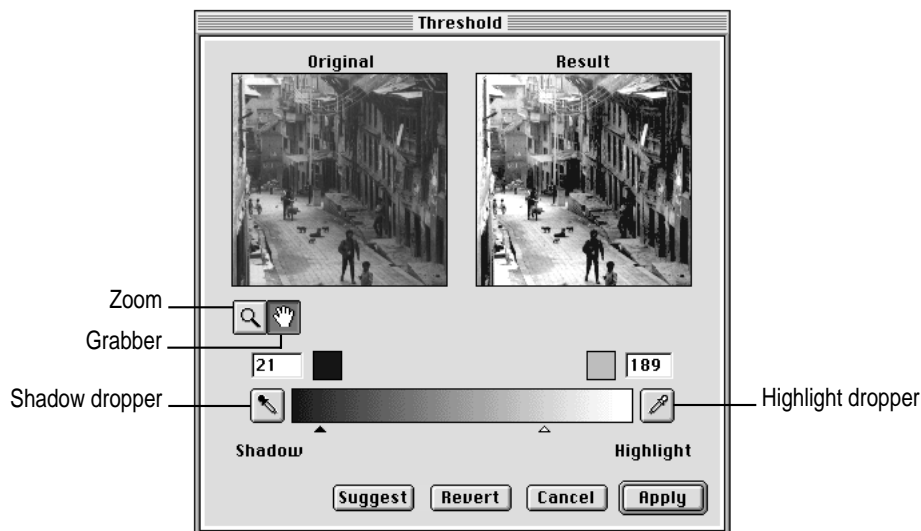 Threshold
Original Result
Zoom
Grabber
21 189
Shadow dropper Highlight dropper
Shadow Highlight
Suggest Revert Cancel Apply